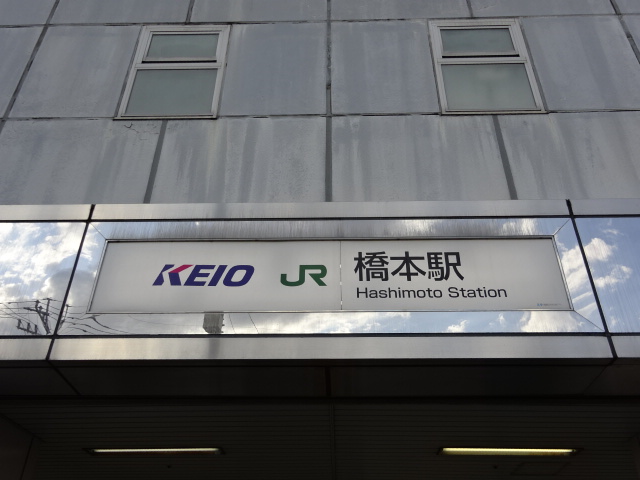 KEIO JR 橋本駅
Hashimoto Station